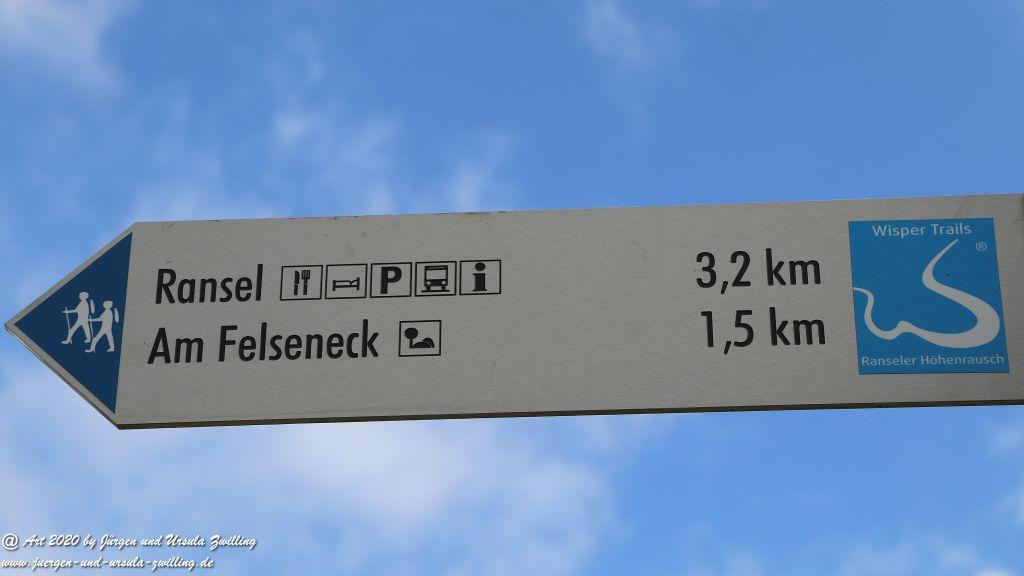 Wisper Trails
®
Ransel P i 3,2 km
Am Felseneck 1,5 km
Ranseler Höhenrausch
@ Art 2020 by Jürgen und Ursula Zwilling
www.juergen-und-ursula-zwilling.de